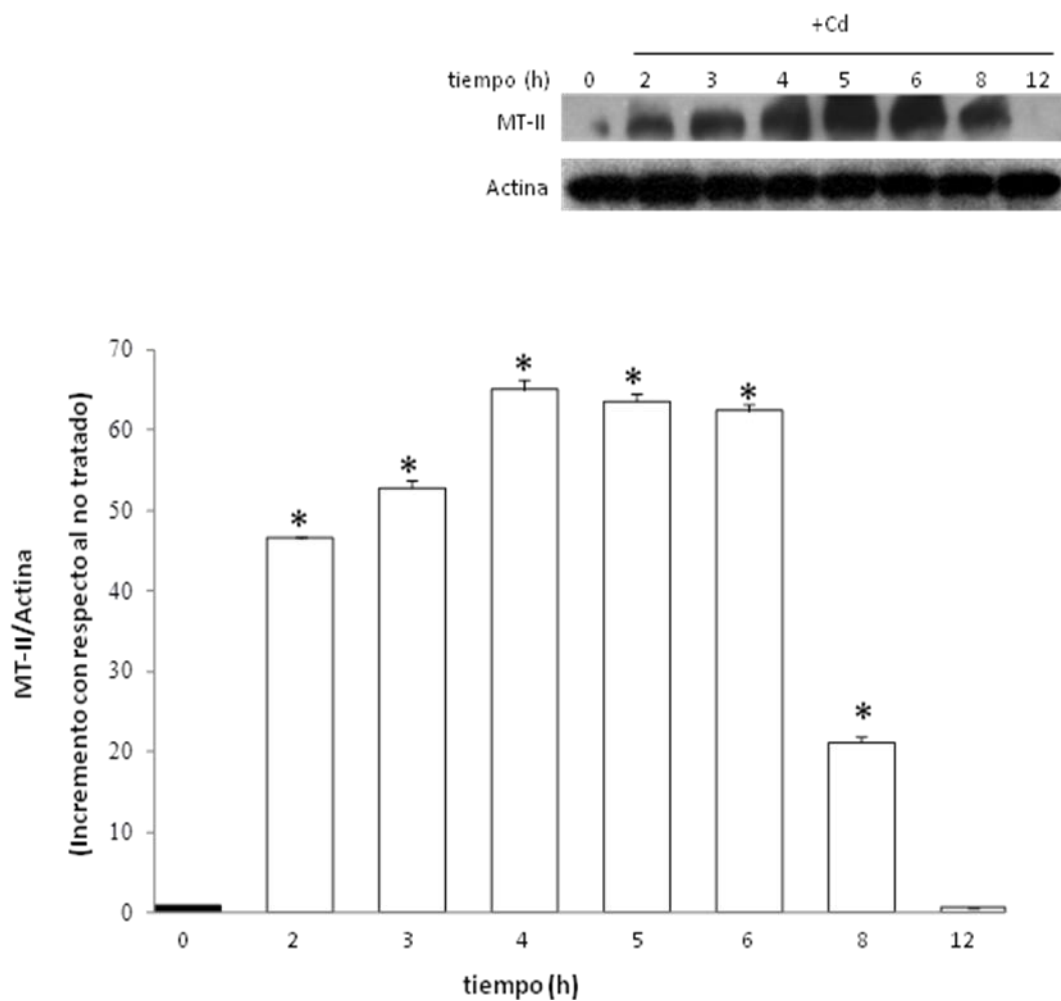 +Cd
tiempo (h) 0 2 3 4 5 6 8 12
MT-II
Actina
MT-II/Actina
(Incremento con respecto al no tratado)
70
60
50
40
30
20
10
0
* * * * * *
0 2 3 4 5 6 8 12
tiempo (h)